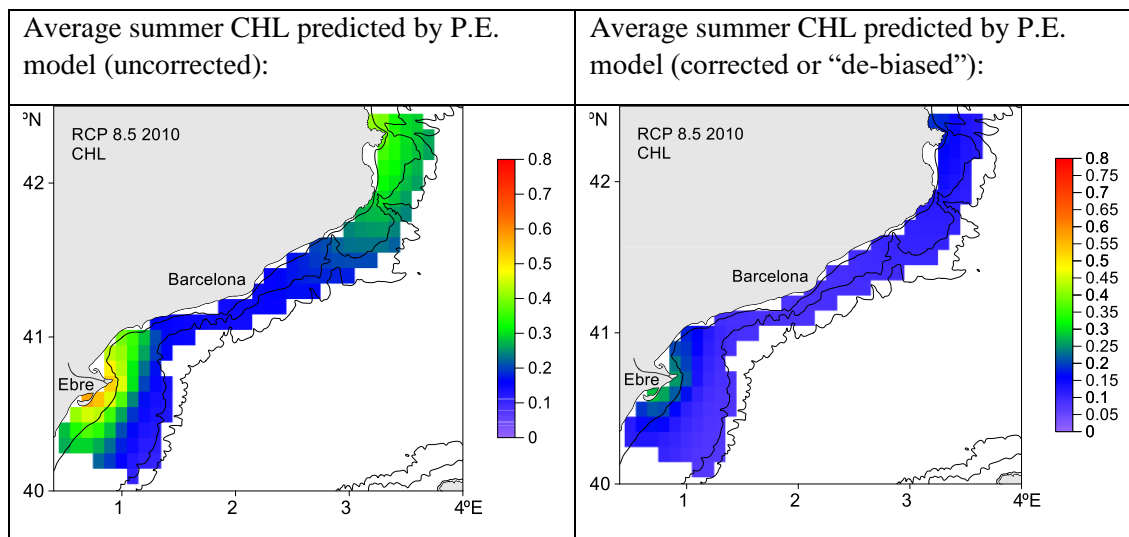 Average summer CHL predicted by P.E.
model (uncorrected):
Average summer CHL predicted by P.E.
model (corrected or “de-biased”):
ºN
RCP 8.5 2010
CHL
42
41
40
Barcelona
Ebre
1
2
3
4ºE
0.8
0.7
0.6
0.5
0.4
0.3
0.2
0.1
0
ºN
RCP 8.5 2010
CHL
42
41
40
Barcelona
Ebre
1
2
3
4ºE
0.8
0.75
0.7
0.65
0.6
0.55
0.5
0.45
0.4
0.35
0.3
0.25
0.2
0.15
0.1
0.05
0